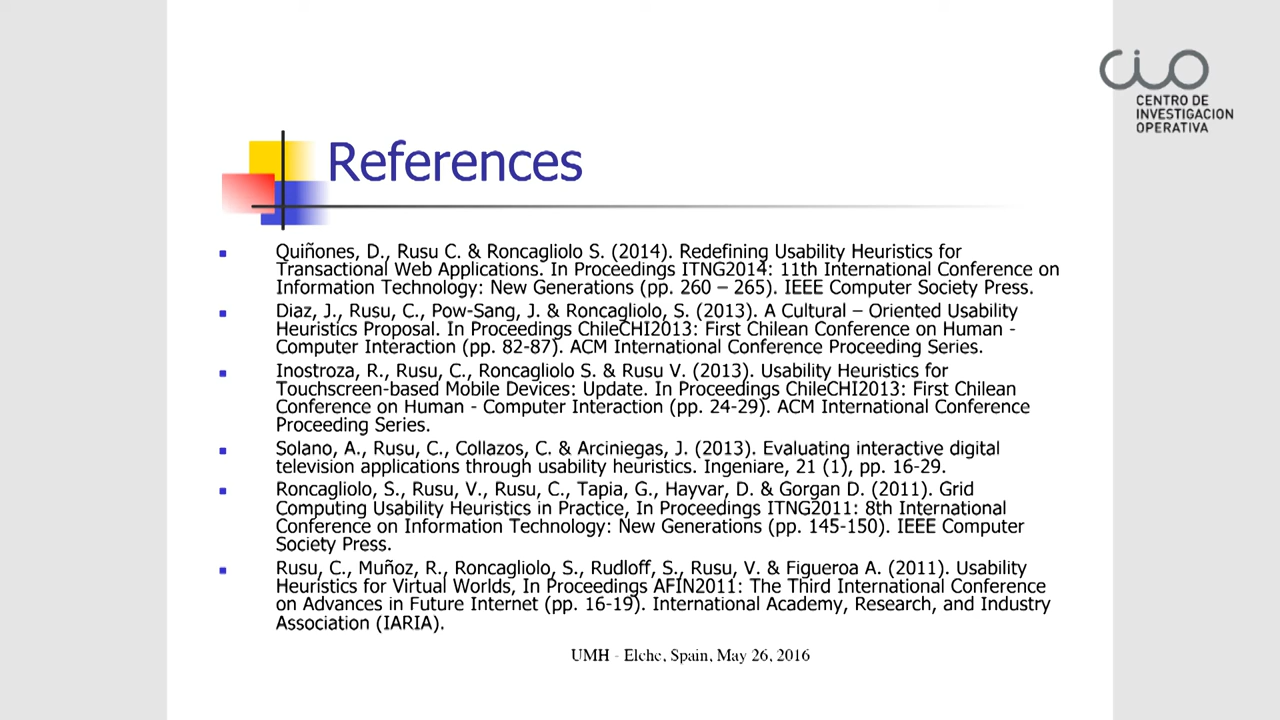 CIO
CENTRO DE
INVESTIGACION
OPERATIVA
References
Quiñones, D., Rusu C. & Roncagliolo S. (2014). Redefining Usability Heuristics for
Transactional Web Applications. In Proceedings ITNG2014: 11th International Conference on
Information Technology: New Generations (pp. 260 – 265). IEEE Computer Society Press.
Diaz, J., Rusu, C., Pow-Sang, J. & Roncagliolo, S. (2013). A Cultural – Oriented Usability
Heuristics Proposal. In Proceedings ChileCHI2013: First Chilean Conference on Human -
Computer Interaction (pp. 82-87). ACM International Conference Proceeding Series.
Inostroza, R., Rusu, C., Roncagliolo S. & Rusu V. (2013). Usability Heuristics for
Touchscreen-based Mobile Devices: Update. In Proceedings ChileCHI2013: First Chilean
Conference on Human - Computer Interaction (pp. 24-29). ACM International Conference
Proceeding Series.
Solano, A., Rusu, C., Collazos, C. & Arciniegas, J. (2013). Evaluating interactive digital
television applications through usability heuristics. Ingeniare, 21 (1), pp. 16-29.
Roncagliolo, S., Rusu, V., Rusu, C., Tapia, G., Hayvar, D. & Gorgan D. (2011). Grid
Computing Usability Heuristics in Practice, In Proceedings ITNG2011: 8th International
Conference on Information Technology: New Generations (pp. 145-150). IEEE Computer
Society Press.
Rusu, C., Muñoz, R., Roncagliolo, S., Rudloff, S., Rusu, V. & Figueroa A. (2011). Usability
Heuristics for Virtual Worlds, In Proceedings AFIN2011: The Third International Conference
on Advances in Future Internet (pp. 16-19). International Academy, Research, and Industry
Association (IARIA).
UMH - Elche, Spain, May 26, 2016